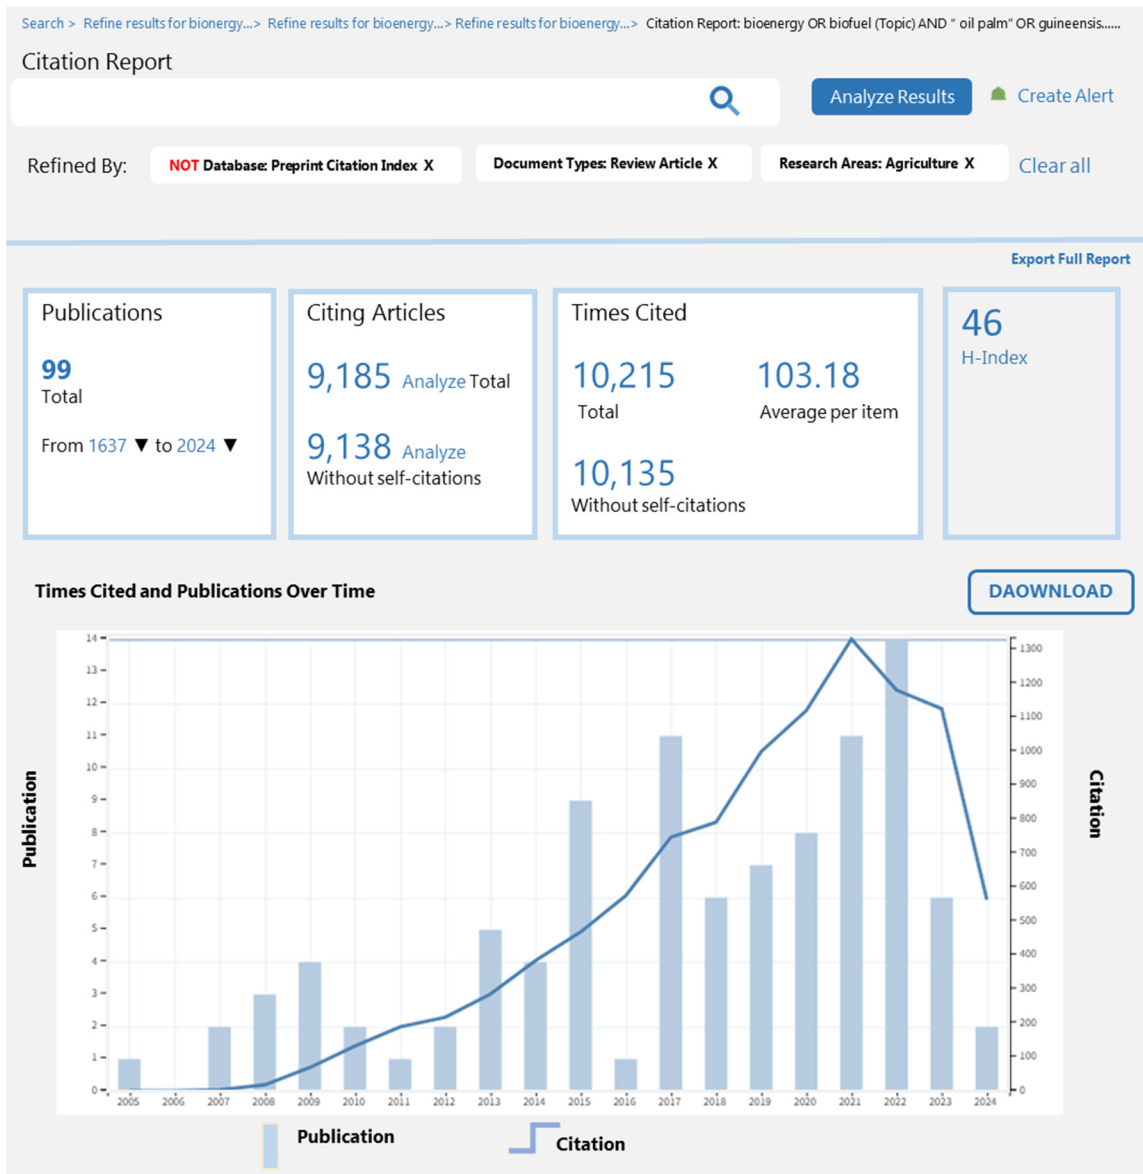 Search > Refine results for bionergy...> Refine results for bioenergy...> Refine results for bioenergy...> Citation Report: bioenergy OR biofuel (Topic) AND “ oil palm” OR guineensis......
Citation Report
Analyze Results
Create Alert
Refined By:
NOT Database: Preprint Citation Index X
Document Types: Review Article X
Research Areas: Agriculture X
Clear all
Export Full Report
Publications
99
Total
From 1637 ▼ to 2024 ▼
Citing Articles
9,185 Analyze Total
9,138 Analyze
Without self-citations
Times Cited
10,215
Total
103.18
Average per item
10,135
Without self-citations
46
H-Index
Times Cited and Publications Over Time
DAOWNLOAD
Publication
14
13
12
11
10
9
8
7
6
5
4
3
2
1
0
1300
1200
1100
1000
900
800
700
600
500
400
300
200
100
0
Citation
2005 2006 2007 2008 2009 2010 2011 2012 2013 2014 2015 2016 2017 2018 2019 2020 2021 2022 2023 2024
Publication
Citation